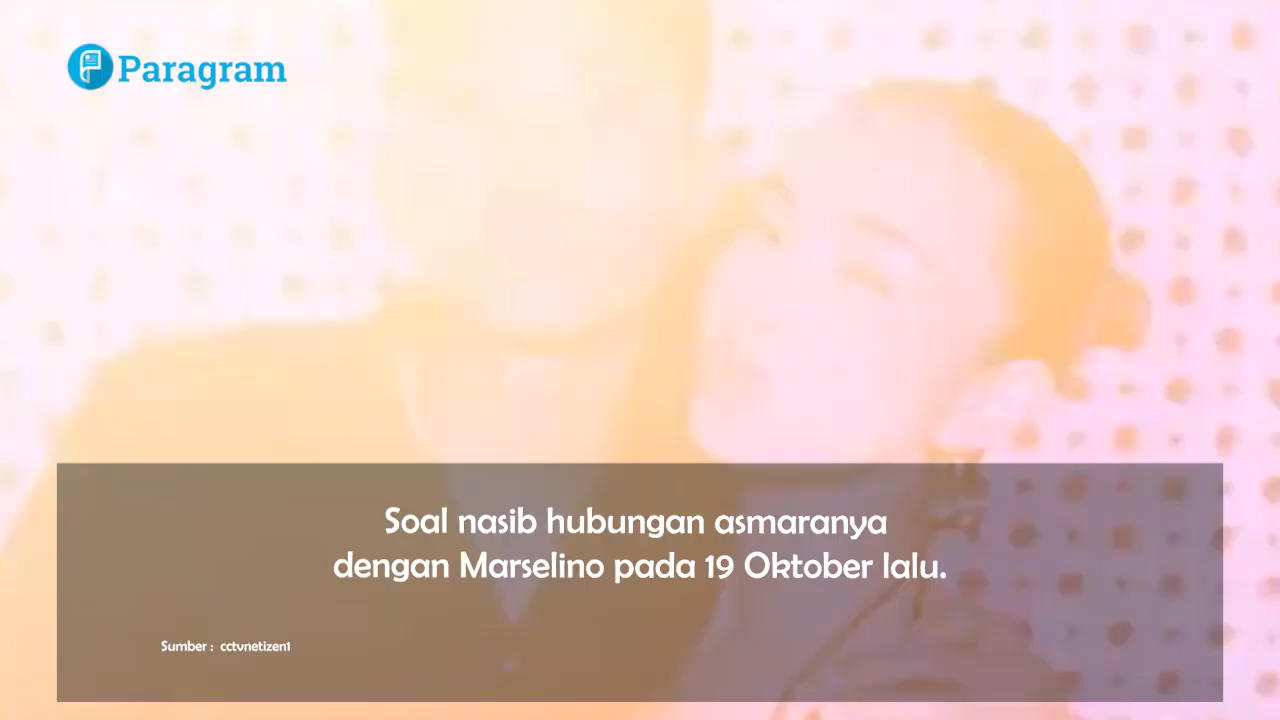 Paragram
Soal nasib hubungan asmaranya
dengan Marselino pada 19 Oktober lalu.
Sumber : cctvnetizen1